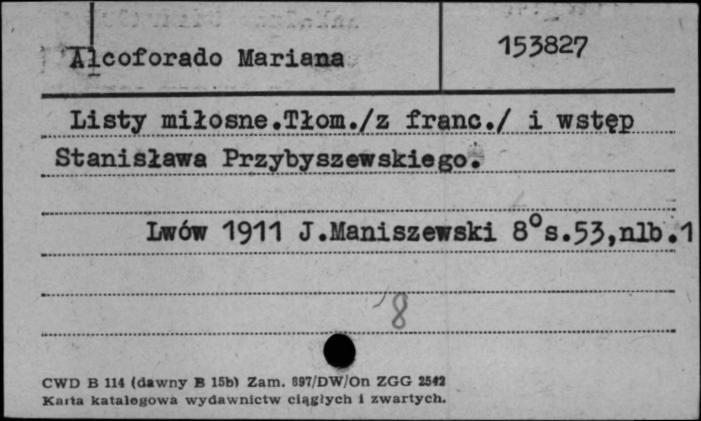 Alcoforado Mariana
153827
Listy miłosne.Tłom./z franc./ i wstęp
Stanisława Przybyszewskiego.
Lwów 1911 J.Maniszewski 8°s.53,nlb.1
8
CWD B 114 (dawny B 15b) Zam. 897/DW/On ZGG 2542
Karta katalogowa wydawnictw ciągłych i zwartych.